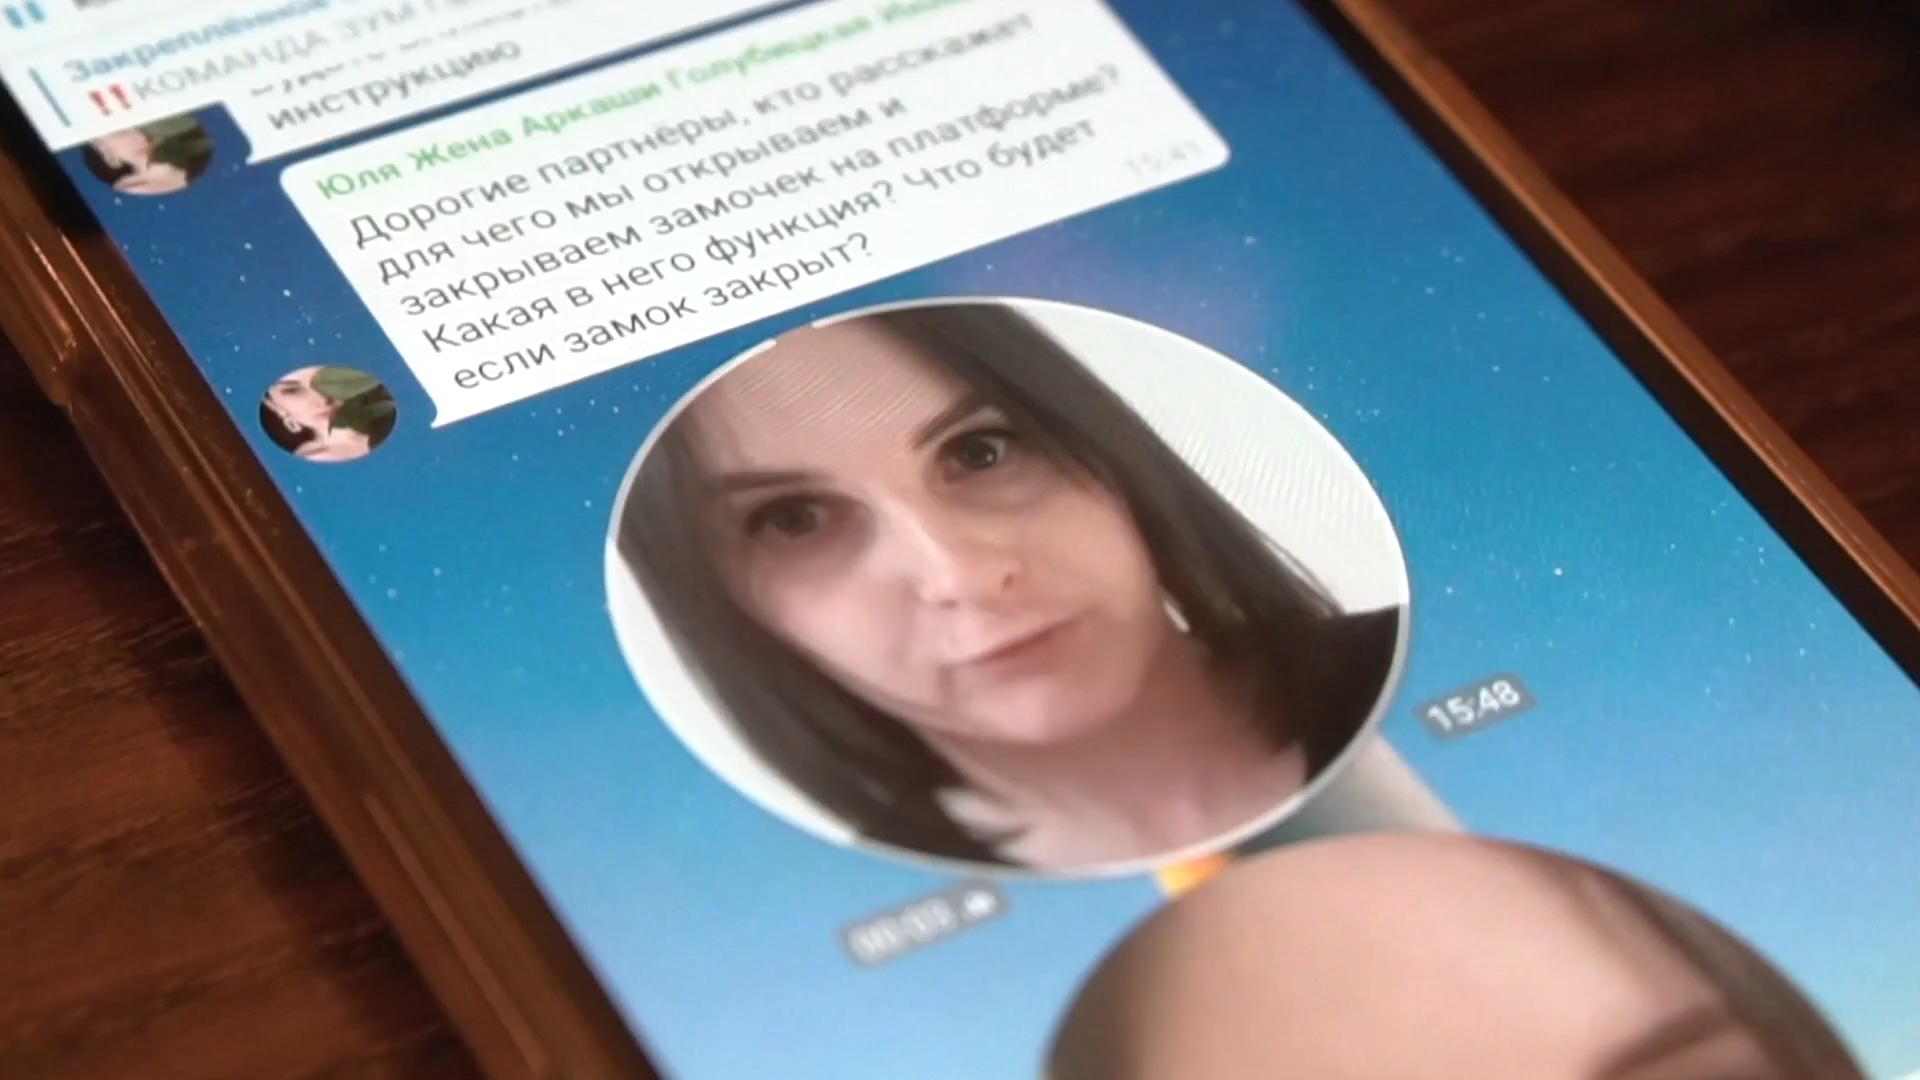 Закреплённое
‼КОМАНДА ЗУМ
инструкцию
Юля Жена Аркаши Голубицкая
Дорогие партнёры, кто расскажет
для чего мы открываем и
закрываем замочек на платформе?
Какая в него функция? Что будет
если замок закрыт?
15:41
15:48